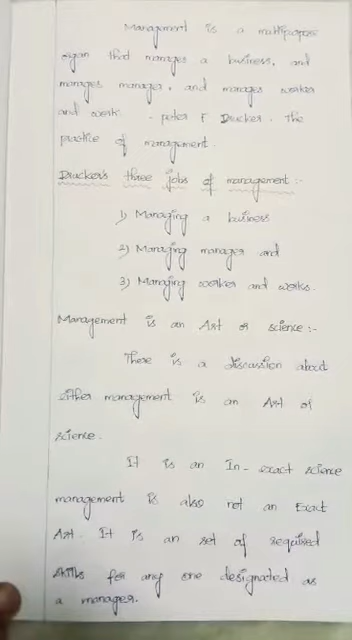 Management is a multipurpose
organ that manages a business, and
manages manager, and manages worker
and work. - peter F Drucker. The
practice of management.
Drucker's three jobs of management :-
1) Managing a business
2) Managing manager and
3) Managing worker and works.
Management is an Art or science :-
There is a discussion about
either management is an Art or
science.
It is an In-exact science
management is also not an Exact
Art. It is an set of required
skills for any one designated as
a manager.